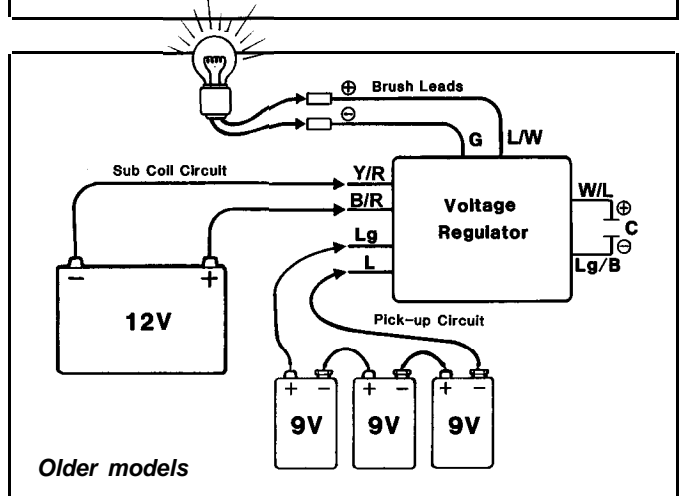 ⊕ Brush Leads
⊖
G L/W
Sub Coil Circuit
Y/R
B/R
Lg
L
Voltage
Regulator
W/L
⊕
C
⊖
Lg/B
− +
12V
Pick-up Circuit
+ − + − + −
9V 9V 9V
Older models